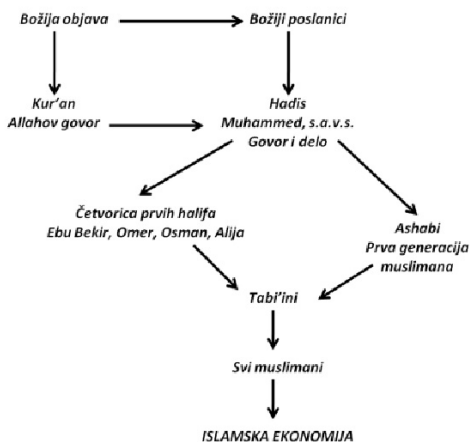 Božija objava
Božiji poslanici
Kur'an
Allahov govor
Hadis
Muhammed, s.a.v.s.
Govor i delo
Četvorica prvih halifa
Ebu Bekir, Omer, Osman, Alija
Ashabi
Prva generacija
muslimana
Tabi'ini
Svi muslimani
ISLAMSKA EKONOMIJA